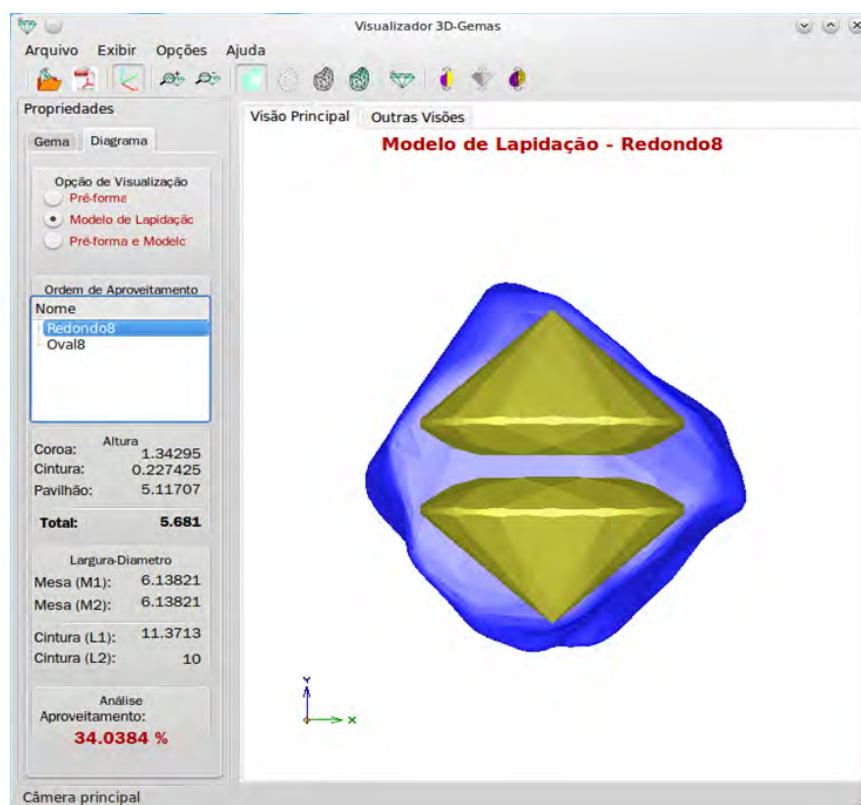 Visualizador 3D-Gemas
Arquivo Exibir Opções Ajuda
Propriedades
Gema Diagrama
Opção de Visualização
Pré-forma
Modelo de Lapidaçãc
Pré-forma e Modelc
Ordem de Aproveitamento
Nome
Redondo8
Oval8
Altura
Coroa: 1.34295
Cintura: 0.227425
Pavilhão: 5.11707
Total: 5.681
Largura-Diametro
Mesa (M1): 6.13821
Mesa (M2): 6.13821
Cintura (L1): 11.3713
Cintura (L2): 10
Análise
Aproveitamento:
34.0384 %
Visão Principal Outras Visões
Modelo de Lapidação - Redondo8
Y
X
Câmera principal